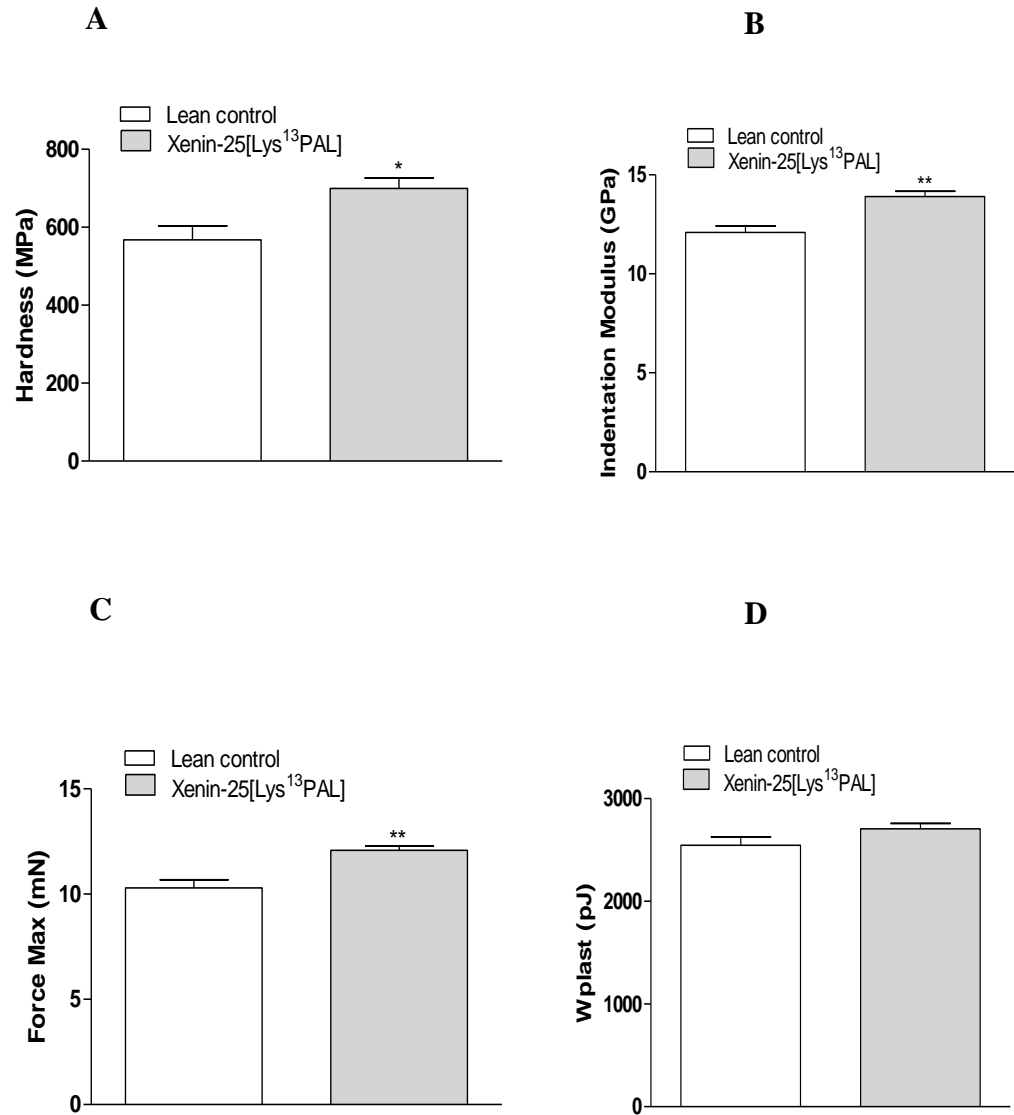 A
Lean control
Xenin-25[Lys¹³PAL]
Hardness (MPa)
800
600
400
200
0
*
B
Lean control
Xenin-25[Lys¹³PAL]
Indentation Modulus (GPa)
15
10
5
0
**
C
Lean control
Xenin-25[Lys¹³PAL]
Force Max (mN)
15
10
5
0
**
D
Lean control
Xenin-25[Lys¹³PAL]
Wplast (pJ)
3000
2000
1000
0